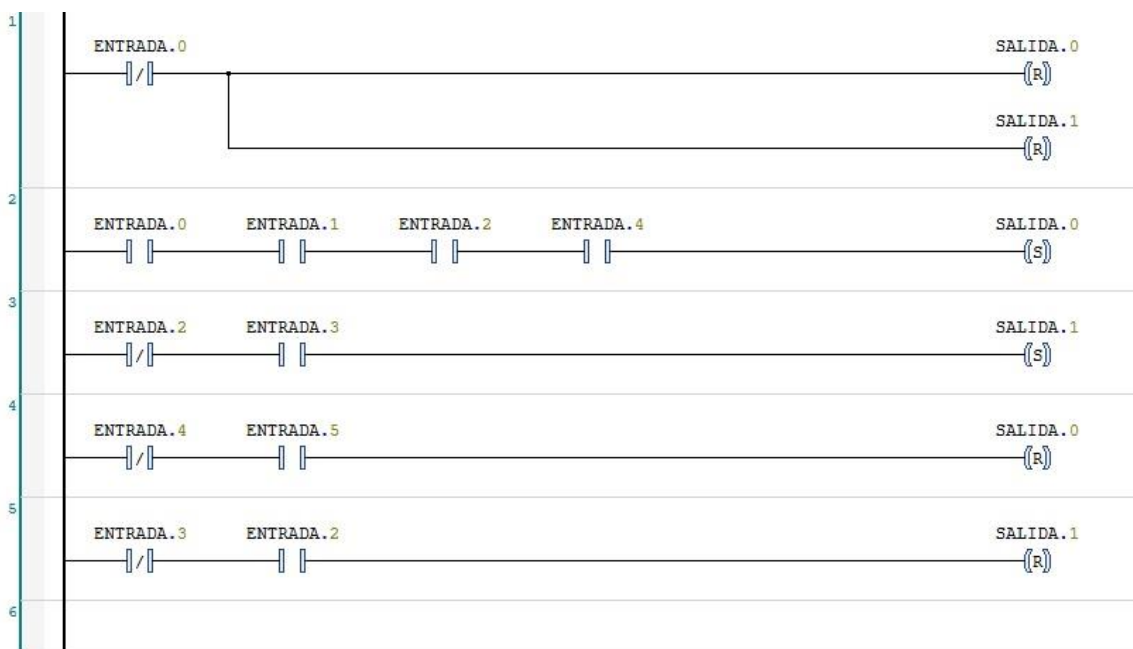 1
ENTRADA.0 SALIDA.0
/ R
SALIDA.1
R
2
ENTRADA.0 ENTRADA.1 ENTRADA.2 ENTRADA.4 SALIDA.0
S
3
ENTRADA.2 ENTRADA.3 SALIDA.1
/ S
4
ENTRADA.4 ENTRADA.5 SALIDA.0
/ R
5
ENTRADA.3 ENTRADA.2 SALIDA.1
/ R
6